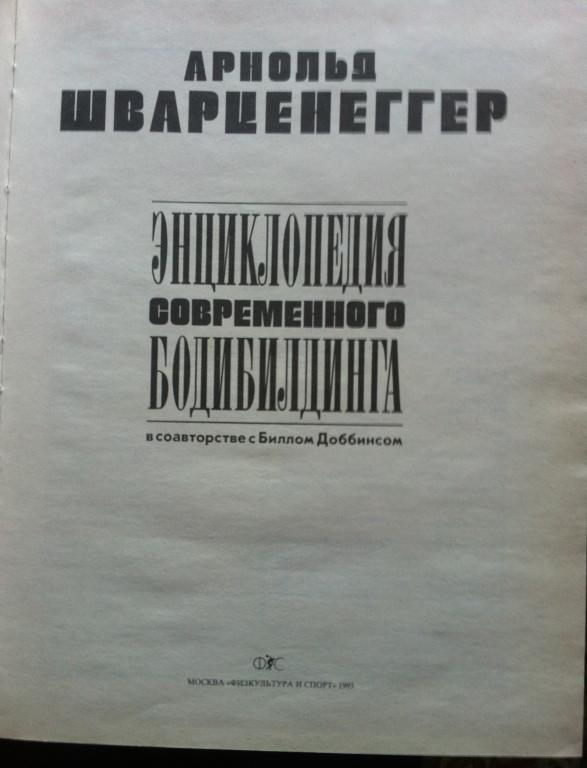 АРНОЛЬД
ШВАРЦЕНЕГГЕР
ЭНЦИКЛОПЕДИЯ
СОВРЕМЕННОГО
БОДИБИЛДИНГА
в соавторстве с Биллом Доббинсом
ФиС
МОСКВА «ФИЗКУЛЬТУРА И СПОРТ» 1993